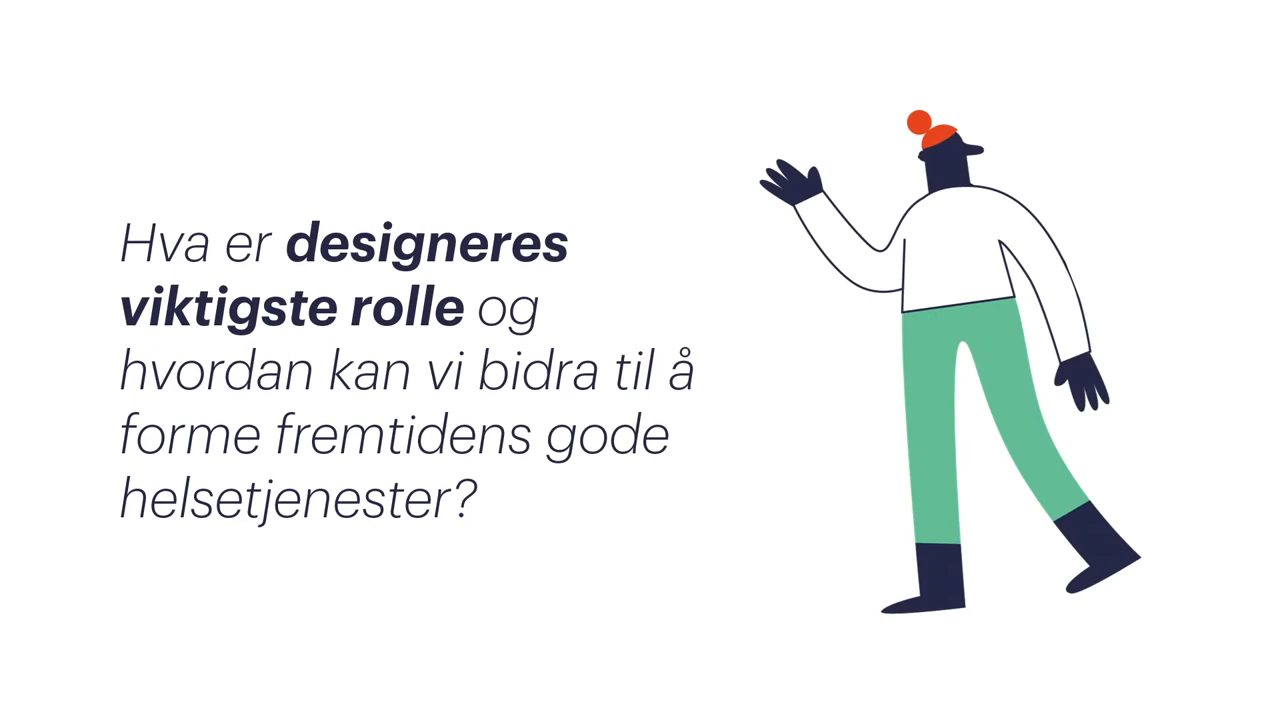 Hva er designeres
viktigste rolle og
hvordan kan vi bidra til å
forme fremtidens gode
helsetjenester?